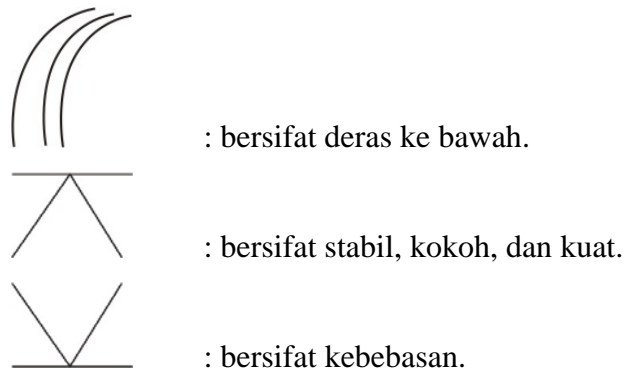 : bersifat deras ke bawah.
: bersifat stabil, kokoh, dan kuat.
: bersifat kebebasan.